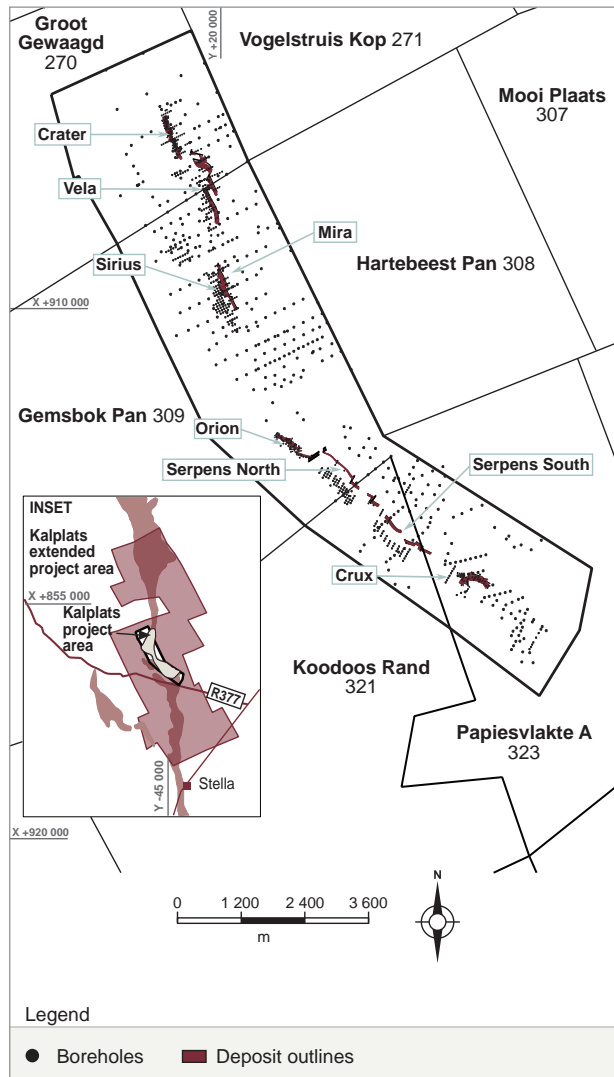 Groot
Gewaagd
270
Y +20 000
Vogelstruis Kop 271
Mooi Plaats
307
Crater
Vela
Mira
Sirius
Hartebeest Pan 308
X +910 000
Gemsbok Pan 309
Orion
Serpens North
Serpens South
Crux
INSET
Kalplats
extended
project area
X +855 000
Kalplats
project
area
R377
Stella
Y -45 000
Koodoos Rand
321
Papiesvlakte A
323
X +920 000
N
0 1 200 2 400 3 600
m
Legend
Boreholes
Deposit outlines